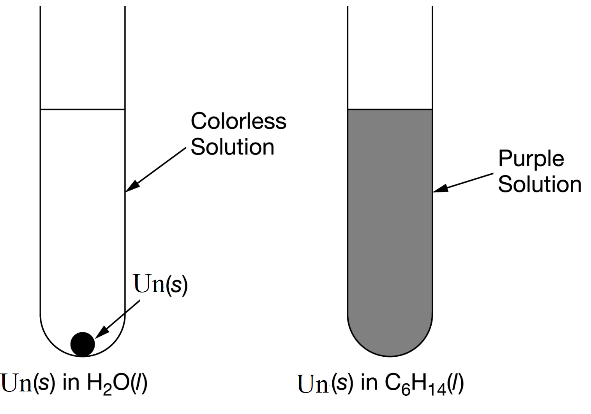 Colorless
Solution
Purple
Solution
Un(s)
Un(s) in H₂O(l)
Un(s) in C₆H₁₄(l)